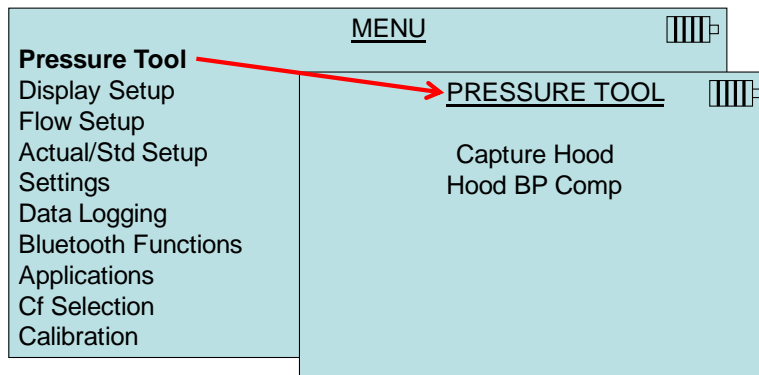 MENU
Pressure Tool
Display Setup
Flow Setup
Actual/Std Setup
Settings
Data Logging
Bluetooth Functions
Applications
Cf Selection
Calibration
PRESSURE TOOL
Capture Hood
Hood BP Comp